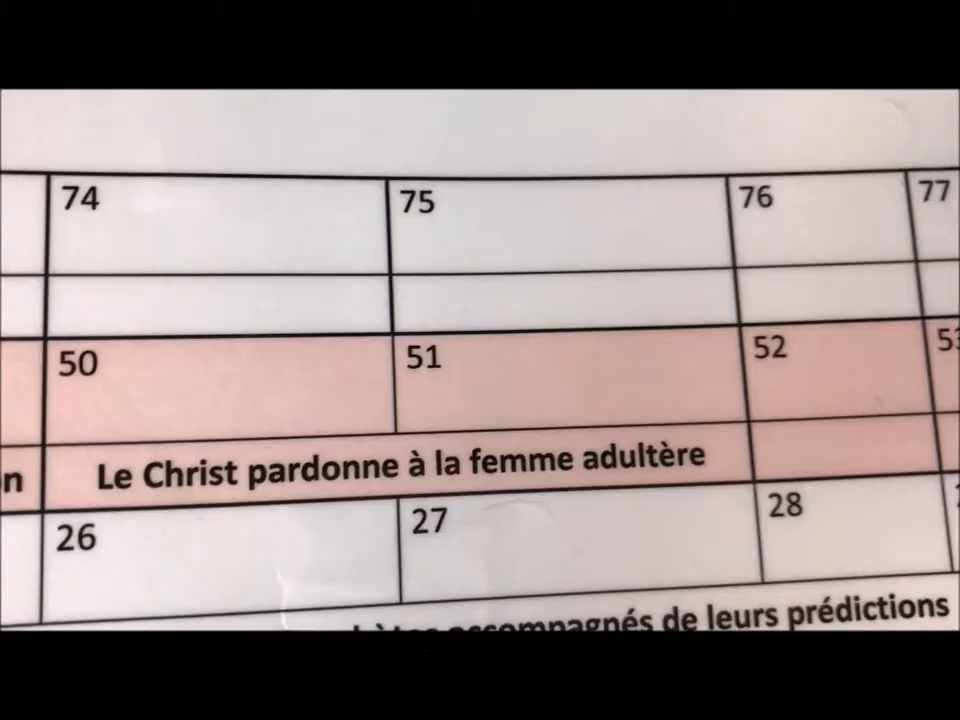 74 75 76 77
50 51 52
n Le Christ pardonne à la femme adultère
26 27 28
accompagnés de leurs prédictions